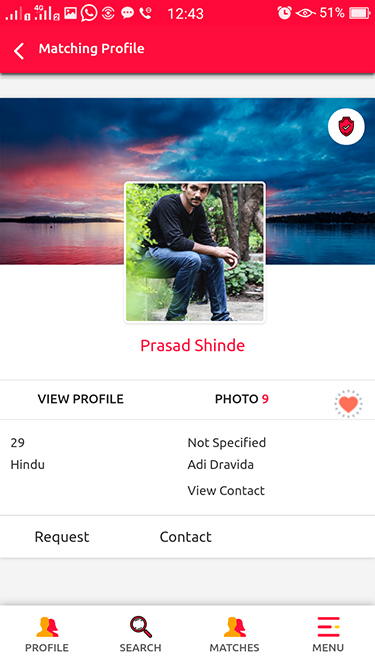 4G 12:43 51%
Matching Profile
Prasad Shinde
VIEW PROFILE PHOTO 9
29 Not Specified
Hindu Adi Dravida
View Contact
Request Contact
PROFILE SEARCH MATCHES MENU